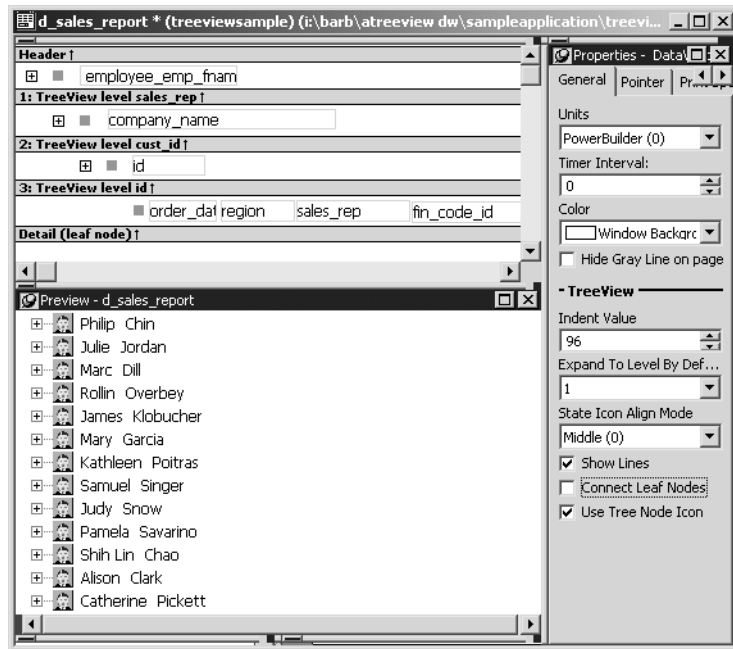 d_sales_report * (treeviewsample) (i:\barb\atreeview dw\sampleapplication\treevi...
Header ↑
employee_emp_fnam
1: TreeView level sales_rep ↑
company_name
2: TreeView level cust_id ↑
id
3: TreeView level id ↑
order_dat region sales_rep fin_code_id
Detail (leaf node) ↑
Preview - d_sales_report
Philip Chin
Julie Jordan
Marc Dill
Rollin Overbey
James Klobucher
Mary Garcia
Kathleen Poitras
Samuel Singer
Judy Snow
Pamela Savarino
Shih Lin Chao
Alison Clark
Catherine Pickett
Properties - Data
General Pointer
Units
PowerBuilder (0)
Timer Interval:
0
Color
Window Backgrc
Hide Gray Line on page
- TreeView
Indent Value
96
Expand To Level By Def...
1
State Icon Align Mode
Middle (0)
Show Lines
Connect Leaf Nodes
Use Tree Node Icon